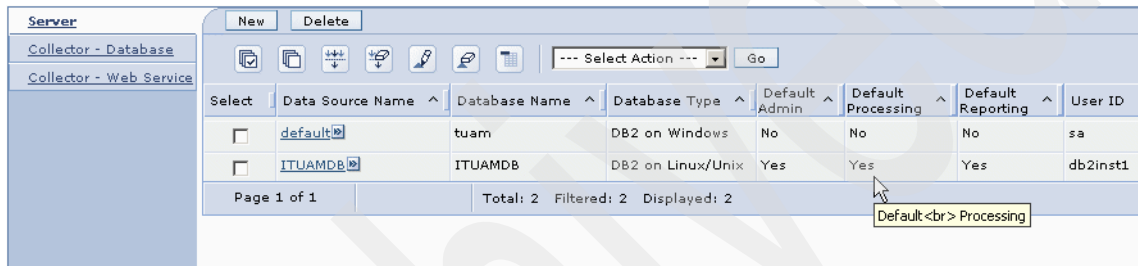 Server
Collector - Database
Collector - Web Service
New Delete
--- Select Action --- Go
Select Data Source Name ^ Database Name ^ Database Type ^ Default Admin ^ Default Processing ^ Default Reporting ^ User ID
default tuam DB2 on Windows No No No sa
ITUAMDB ITUAMDB DB2 on Linux/Unix Yes Yes Yes db2inst1
Page 1 of 1 Total: 2 Filtered: 2 Displayed: 2
Default<br> Processing